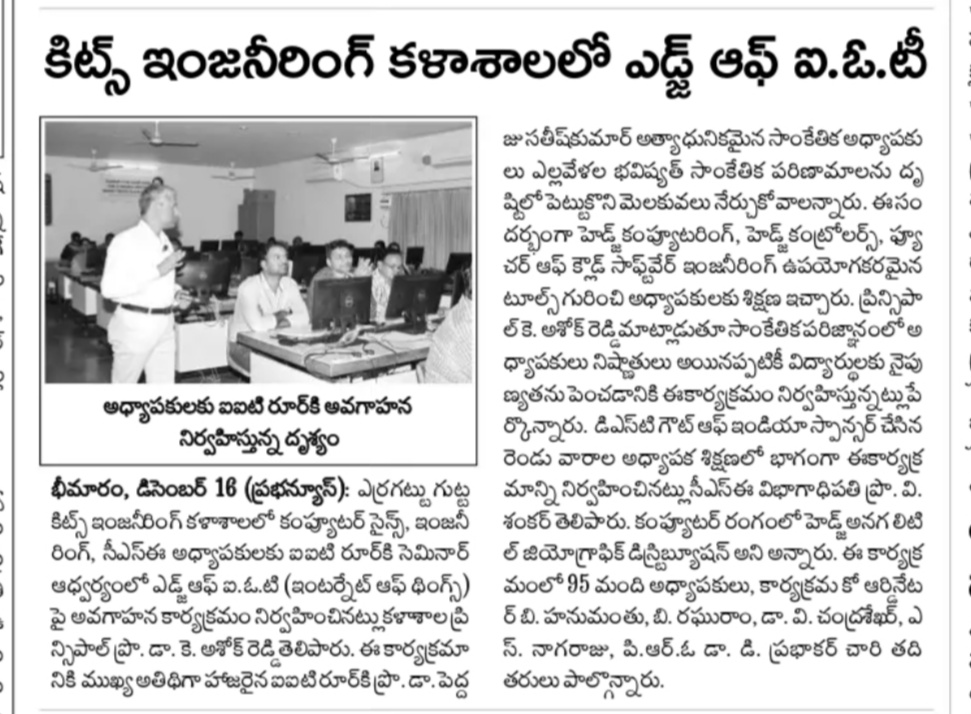 కిట్స్ ఇంజనీరింగ్ కళాశాలలో ఎడ్జ్ ఆఫ్ ఐ.ఓ.టీ
అధ్యాపకులకు ఐఐటి రూర్‌కి అవగాహన
నిర్వహిస్తున్న దృశ్యం
భీమారం, డిసెంబర్ 16 (ప్రభన్యూస్): ఎర్రగట్టు గుట్ట
కిట్స్ ఇంజనీరింగ్ కళాశాలలో కంప్యూటర్ సైన్స్, ఇంజనీ
రింగ్, సీఎస్ఈ అధ్యాపకులకు ఐఐటి రూర్‌కి సెమినార్
ఆధ్వర్యంలో ఎడ్జ్ ఆఫ్ ఐ.ఓ.టి (ఇంటర్నేట్ ఆఫ్ థింగ్స్)
పై అవగాహన కార్యక్రమం నిర్వహించినట్లు కళాశాల ప్రి
న్సిపాల్ ప్రొ. డా. కె. అశోక్ రెడ్డి తెలిపారు. ఈ కార్యక్రమా
నికి ముఖ్య అతిథిగా హాజరైన ఐఐటి రూర్‌కి ప్రొ. డా. పెద్ద
జు సతీష్‌కుమార్ అత్యాధునికమైన సాంకేతిక అధ్యాపకు
లు ఎల్లవేళల భవిష్యత్ సాంకేతిక పరిణామాలను దృ
ష్టిలో పెట్టుకొని మెలకువలు నేర్చుకోవాలన్నారు. ఈసం
దర్భంగా హెడ్జ్ కంప్యూటరింగ్, హెడ్జ్ కంట్రోలర్స్, ఫ్యూ
చర్ ఆఫ్ కౌడ్ల్ సాఫ్ట్‌వేర్ ఇంజనీరింగ్ ఉపయోగకరమైన
టూల్స్ గురించి అధ్యాపకులకు శిక్షణ ఇచ్చారు. ప్రిన్సిపా
ల్ కె. అశోక్ రెడ్డి మాట్లాడుతూ సాంకేతిక పరిజ్ఞానంలో అ
ధ్యాపకులు నిష్ణాతులు అయినప్పటికీ విద్యార్థులకు నైపు
ణ్యతను పెంచడానికి ఈకార్యక్రమం నిర్వహిస్తున్నట్లు పే
ర్కొన్నారు. డిఎస్‌టి గౌట్ ఆఫ్ ఇండియా స్పాన్సర్ చేసిన
రెండు వారాల అధ్యాపక శిక్షణలో భాగంగా ఈకార్యక్ర
మాన్ని నిర్వహించినట్లు సీఎస్ఈ విభాగాధిపతి ప్రొ. వి.
శంకర్ తెలిపారు. కంప్యూటర్ రంగంలో హెడ్జ్ అనగ లిటి
ల్ జియోగ్రాఫిక్ డిస్ట్రిబ్యూషన్ అని అన్నారు. ఈ కార్యక్ర
మంలో 95 మంది అధ్యాపకులు, కార్యక్రమ కో ఆర్డినేట
ర్ బి. హనుమంతు, బి. రఘురాం, డా. వి. చంద్రశేఖర్, ఎ
స్. నాగరాజు, పి.ఆర్.ఓ డా. డి. ప్రభాకర్ చారి తది
తరులు పాల్గొన్నారు.